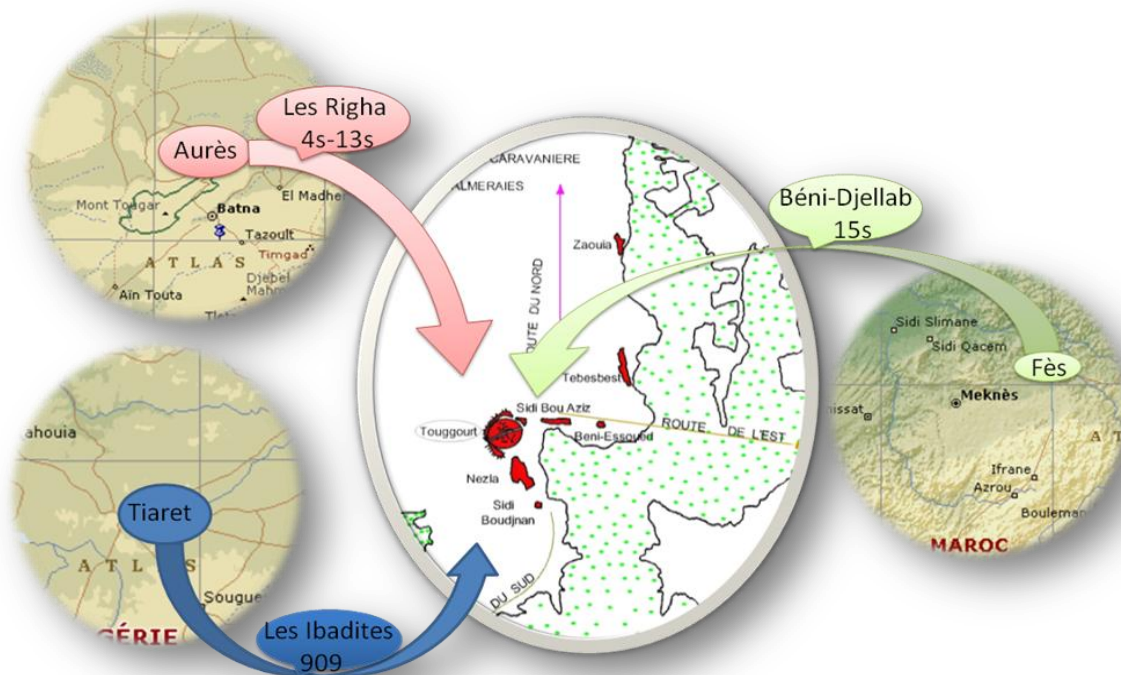 Les Righa
4s-13s
Aurès
Mont Tougar
El Madher
Batna
Tazoult
Timgad
ATLAS
Djebel
Mahm
Aïn Touta
CARAVANIERE
ALMERAIES
ROUTE DU NORD
Zaouia
Tebesbest
Sidi Bou Aziz
Touggourt
Beni-Essoued
ROUTE DE L'EST
Nezla
Sidi
Boudjnan
DU SUD
Béni-Djellab
15s
Sidi Slimane
Sidi Qacem
Fès
Meknès
Ifrane
Azrou
Bouleman
MAROC
ahouia
Tiaret
ATLAS
Sougue
GÉRIE
Les Ibadites
909